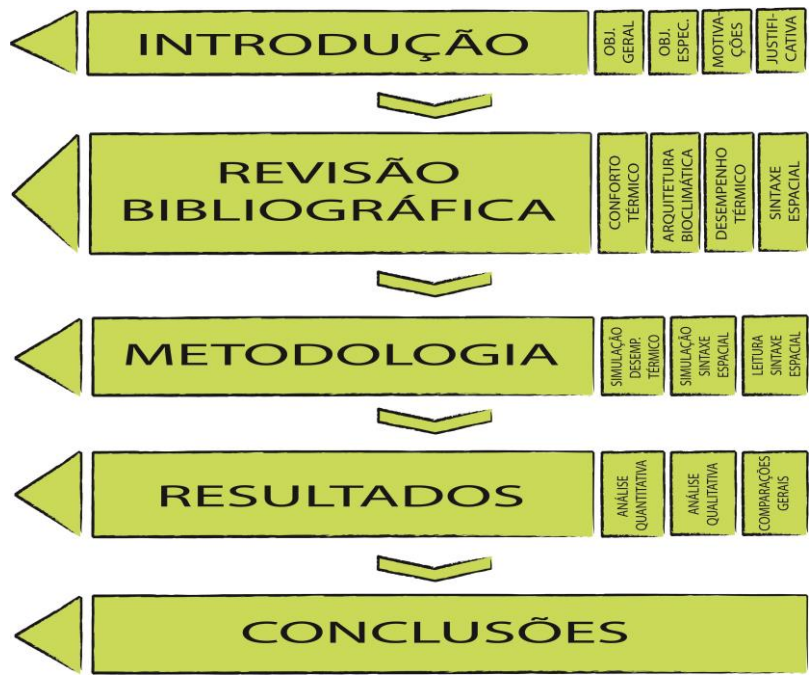 INTRODUÇÃO
OBJ.
GERAL
OBJ.
ESPEC.
MOTIVA-
ÇÕES
JUSTIFI-
CATIVA
REVISÃO
BIBLIOGRÁFICA
CONFORTO
TÉRMICO
ARQUITETURA
BIOCLIMÁTICA
DESEMPENHO
TÉRMICO
SINTAXE
ESPACIAL
METODOLOGIA
SIMULAÇÃO
DESEMP.
TÉRMICO
SIMULAÇÃO
SINTAXE
ESPACIAL
LEITURA
SINTAXE
ESPACIAL
RESULTADOS
ANÁLISE
QUANTITATIVA
ANÁLISE
QUALITATIVA
COMPARAÇÕES
GERAIS
CONCLUSÕES